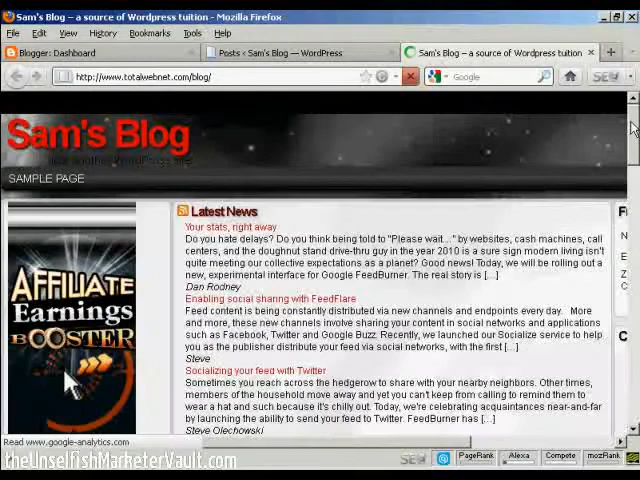 Sam's Blog – a source of Wordpress tuition - Mozilla Firefox
File Edit View History Bookmarks Tools Help
Blogger: Dashboard
Posts ‹ Sam's Blog — WordPress
Sam's Blog – a source of Wordpress tuition
http://www.totalwebnet.com/blog/
Google
Sam's Blog
Just another WordPress site
SAMPLE PAGE
AFFILIATE
Earnings
BOOSTER
Latest News
Your stats, right away
Do you hate delays? Do you think being told to "Please wait..." by websites, cash machines, call
centers, and the doughnut stand drive-thru guy in the year 2010 is a sure sign modern living isn't
quite meeting our collective expectations as a planet? Good news! Today, we will be rolling out a
new, experimental interface for Google FeedBurner. The real story is [...]
Dan Rodney
Enabling social sharing with FeedFlare
Feed content is being constantly distributed via new channels and endpoints every day. More
and more, these new channels involve sharing your content in social networks and applications
such as Facebook, Twitter and Google Buzz. Recently, we launched our Socialize service to help
you as the publisher distribute your feed via social networks, with the first [...]
Steve
Socializing your feed with Twitter
Sometimes you reach across the hedgerow to share with your nearby neighbors. Other times,
members of the household move away and yet you can't keep from calling to remind them to
wear a hat and such because it's chilly out. Today, we're celebrating acquaintances near-and-far
by launching the ability to send your feed to Twitter. FeedBurner has [...]
Steve Olechowski
Read www.google-analytics.com
theUnselfishMarketerVault.com
PageRank
Alexa
Compete
mozRank